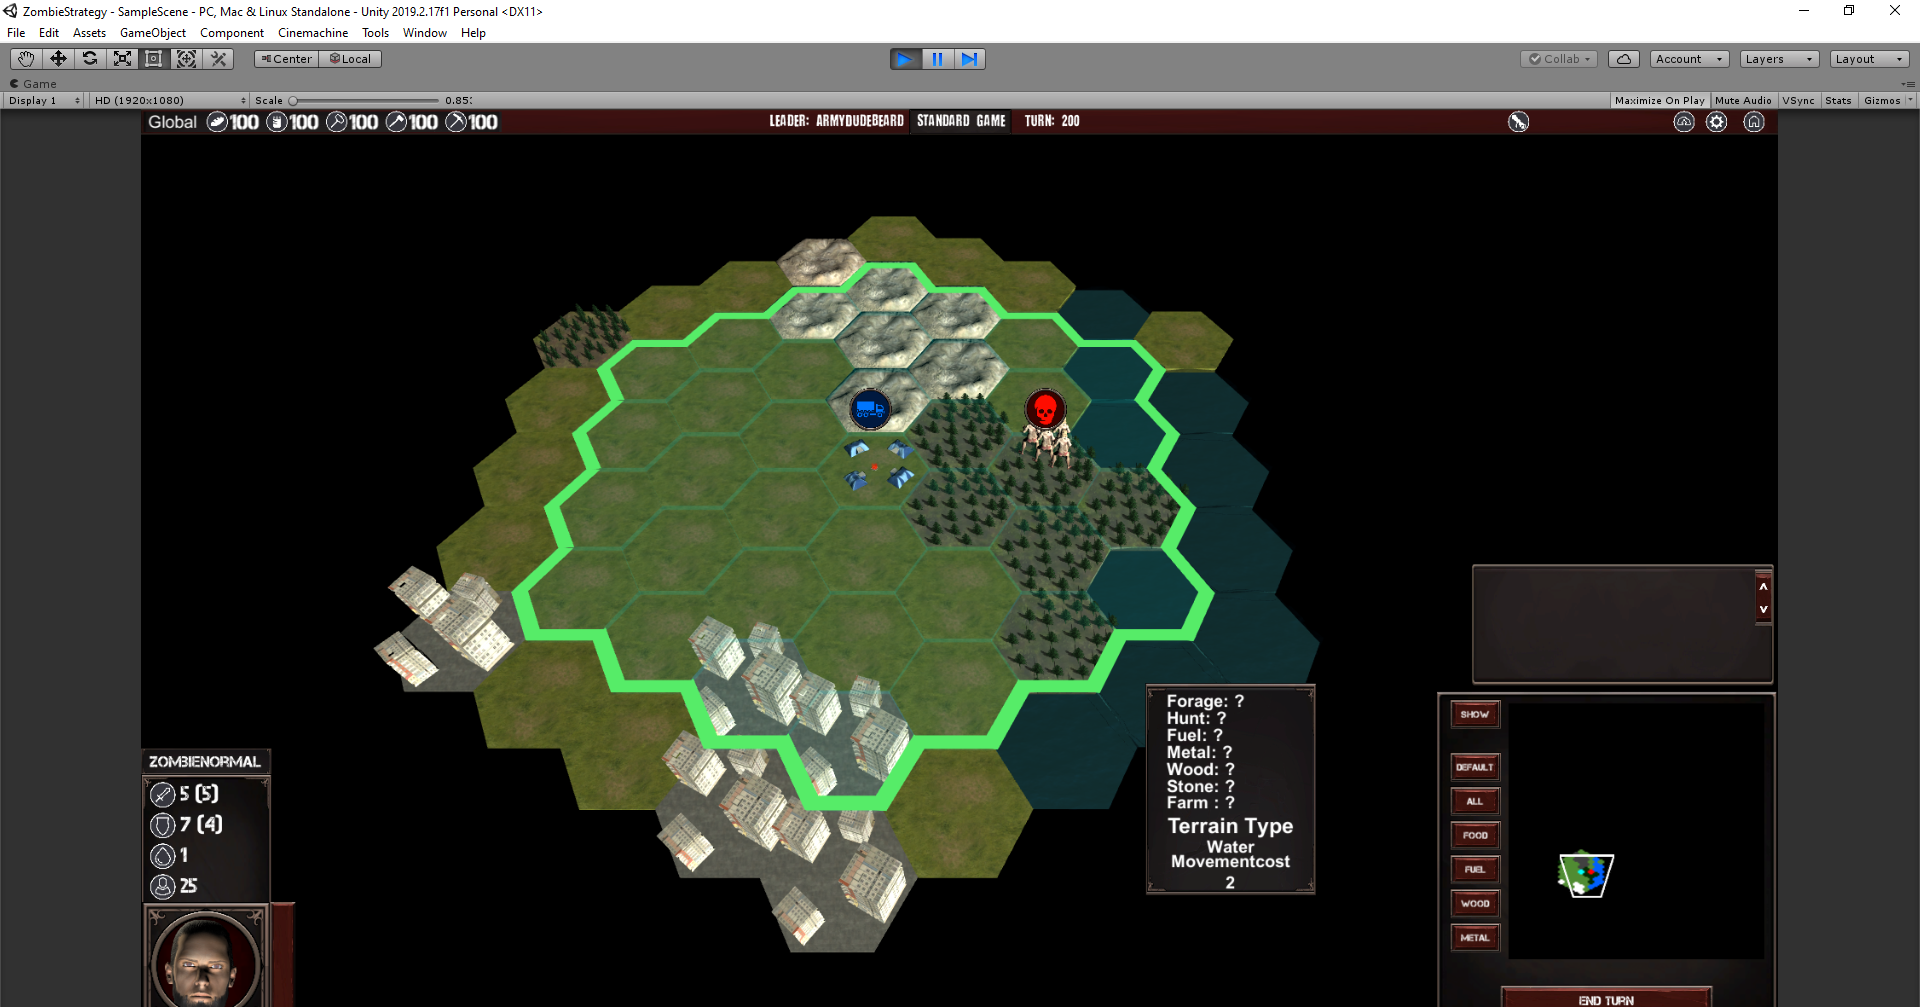 ZombieStrategy - SampleScene - PC, Mac & Linux Standalone - Unity 2019.2.17f1 Personal <DX11>
File Edit Assets GameObject Component Cinemachine Tools Window Help
Center Local Collab Account Layers Layout
Game
Display 1 HD (1920x1080) Scale 0.85 Maximize On Play Mute Audio VSync Stats Gizmos
Global 100 100 100 100 100 LEADER: ARMYDUDEBEARD STANDARD GAME TURN: 200
Forage: ?
Hunt: ?
Fuel: ?
Metal: ?
Wood: ?
Stone: ?
Farm : ?
Terrain Type
Water
Movementcost
2
ZOMBIENORMAL
5 (5)
7 (4)
1
25
SHOW
DEFAULT
ALL
FOOD
FUEL
WOOD
METAL
END TURN